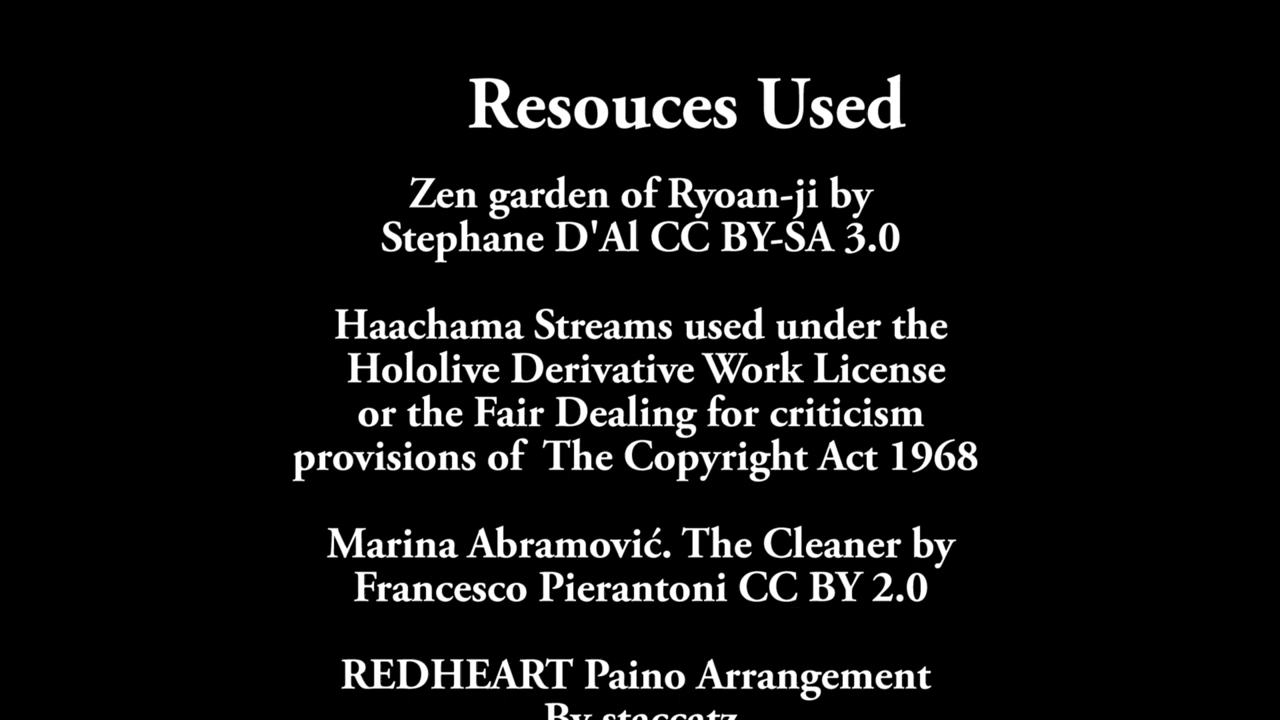 Resouces Used
Zen garden of Ryoan-ji by
Stephane D'Al CC BY-SA 3.0
Haachama Streams used under the
Hololive Derivative Work License
or the Fair Dealing for criticism
provisions of The Copyright Act 1968
Marina Abramović. The Cleaner by
Francesco Pierantoni CC BY 2.0
REDHEART Paino Arrangement
By staccatz